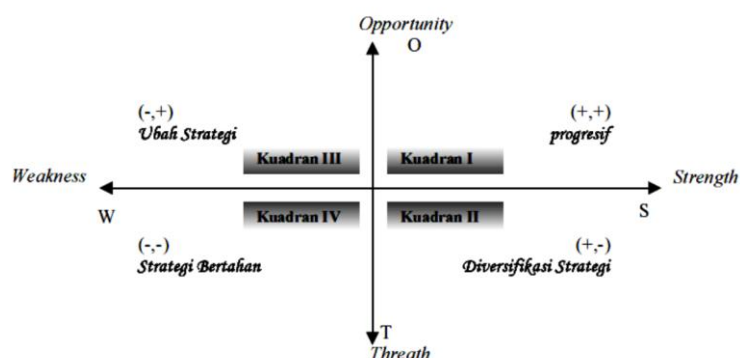 Opportunity
O
(-,+)
Ubah Strategi
(+,+)
progresif
Kuadran III
Kuadran I
Weakness
Strength
W
Kuadran IV
Kuadran II
S
(-,-)
Strategi Bertahan
(+,-)
Diversifikasi Strategi
T
Threath